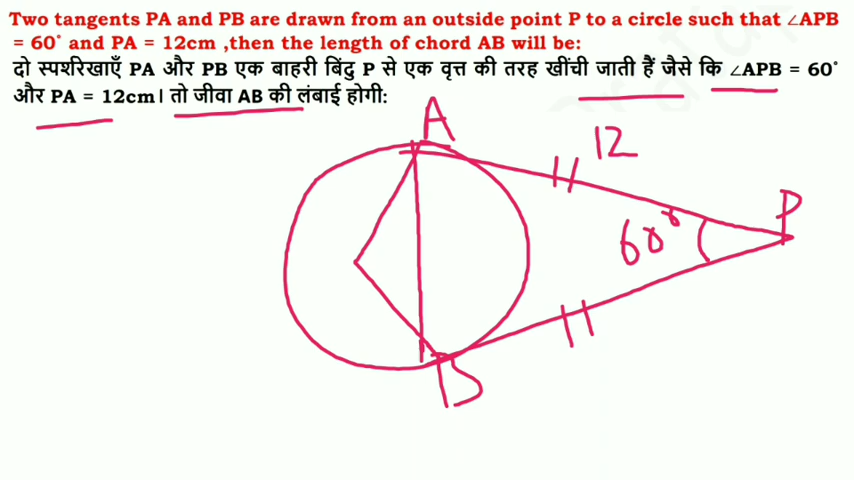 Two tangents PA and PB are drawn from an outside point P to a circle such that ∠APB
= 60° and PA = 12cm ,then the length of chord AB will be:
दो स्पर्शरेखाएँ PA और PB एक बाहरी बिंदु P से एक वृत्त की तरह खींची जाती हैं जैसे कि ∠APB = 60°
और PA = 12cm। तो जीवा AB की लंबाई होगी:
A
12
P
60°
B